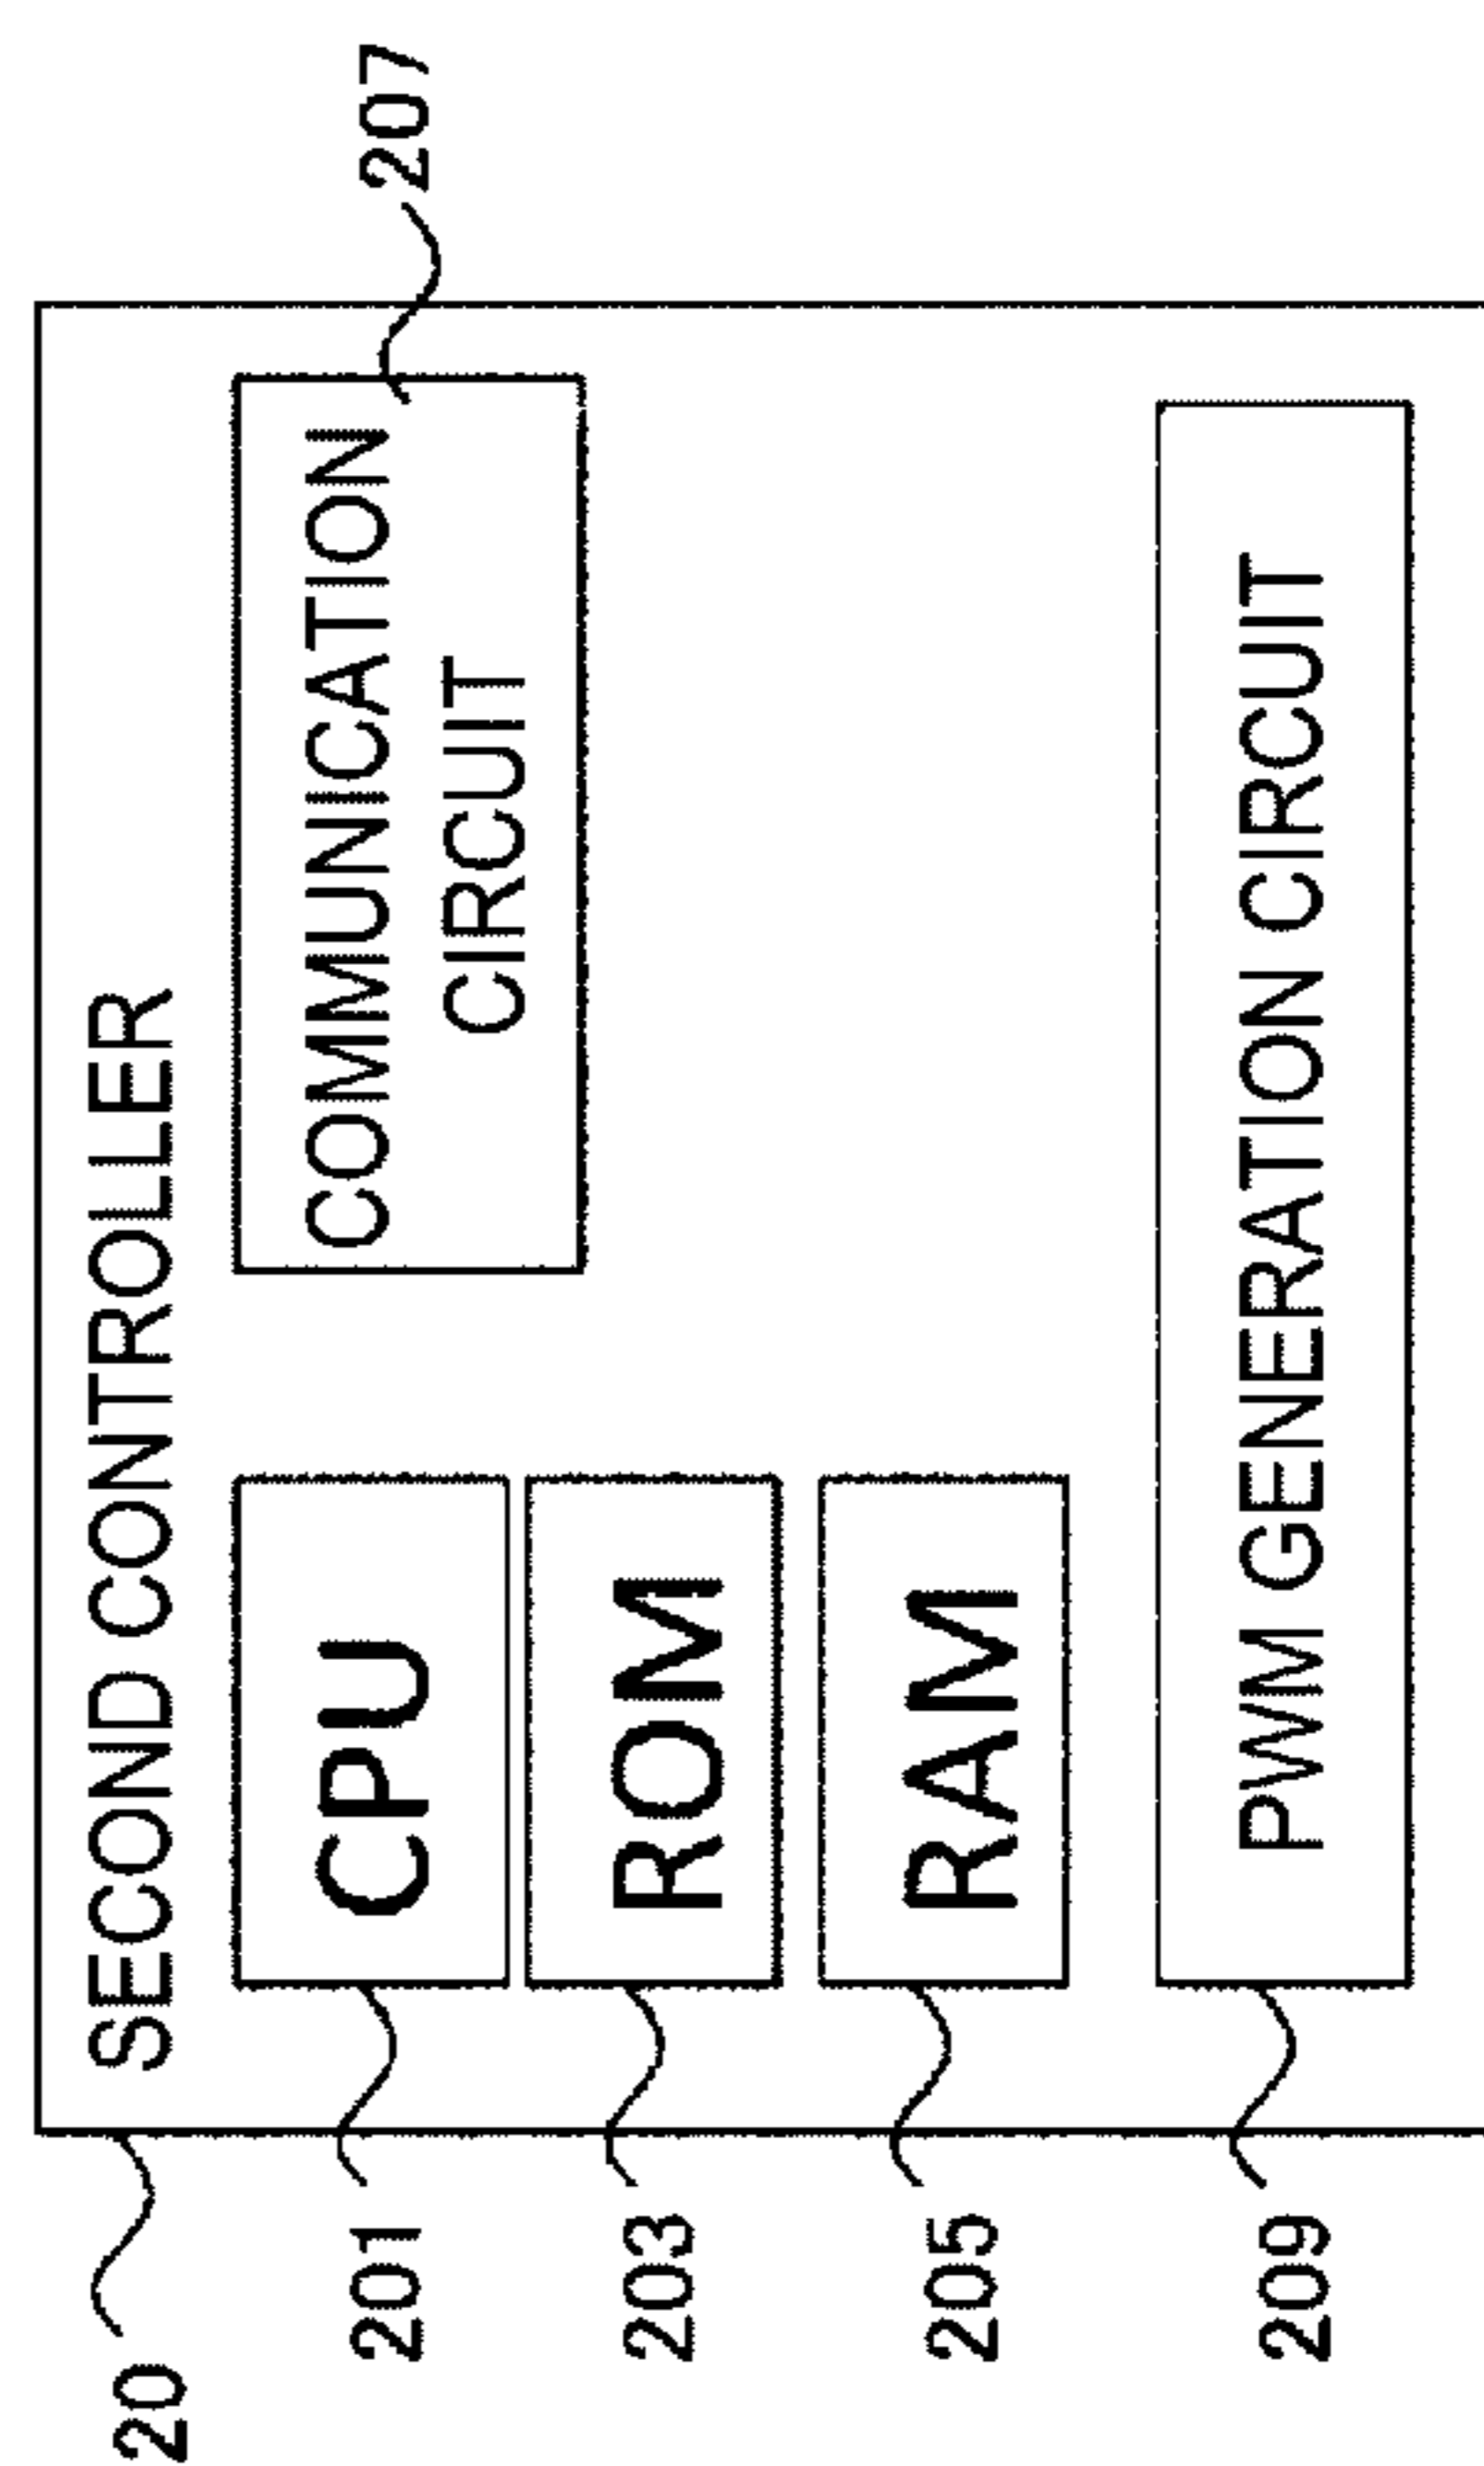 20
SECOND CONTROLLER
201
CPU
COMMUNICATION
CIRCUIT
207
203
ROM
205
RAM
209
PWM GENERATION CIRCUIT